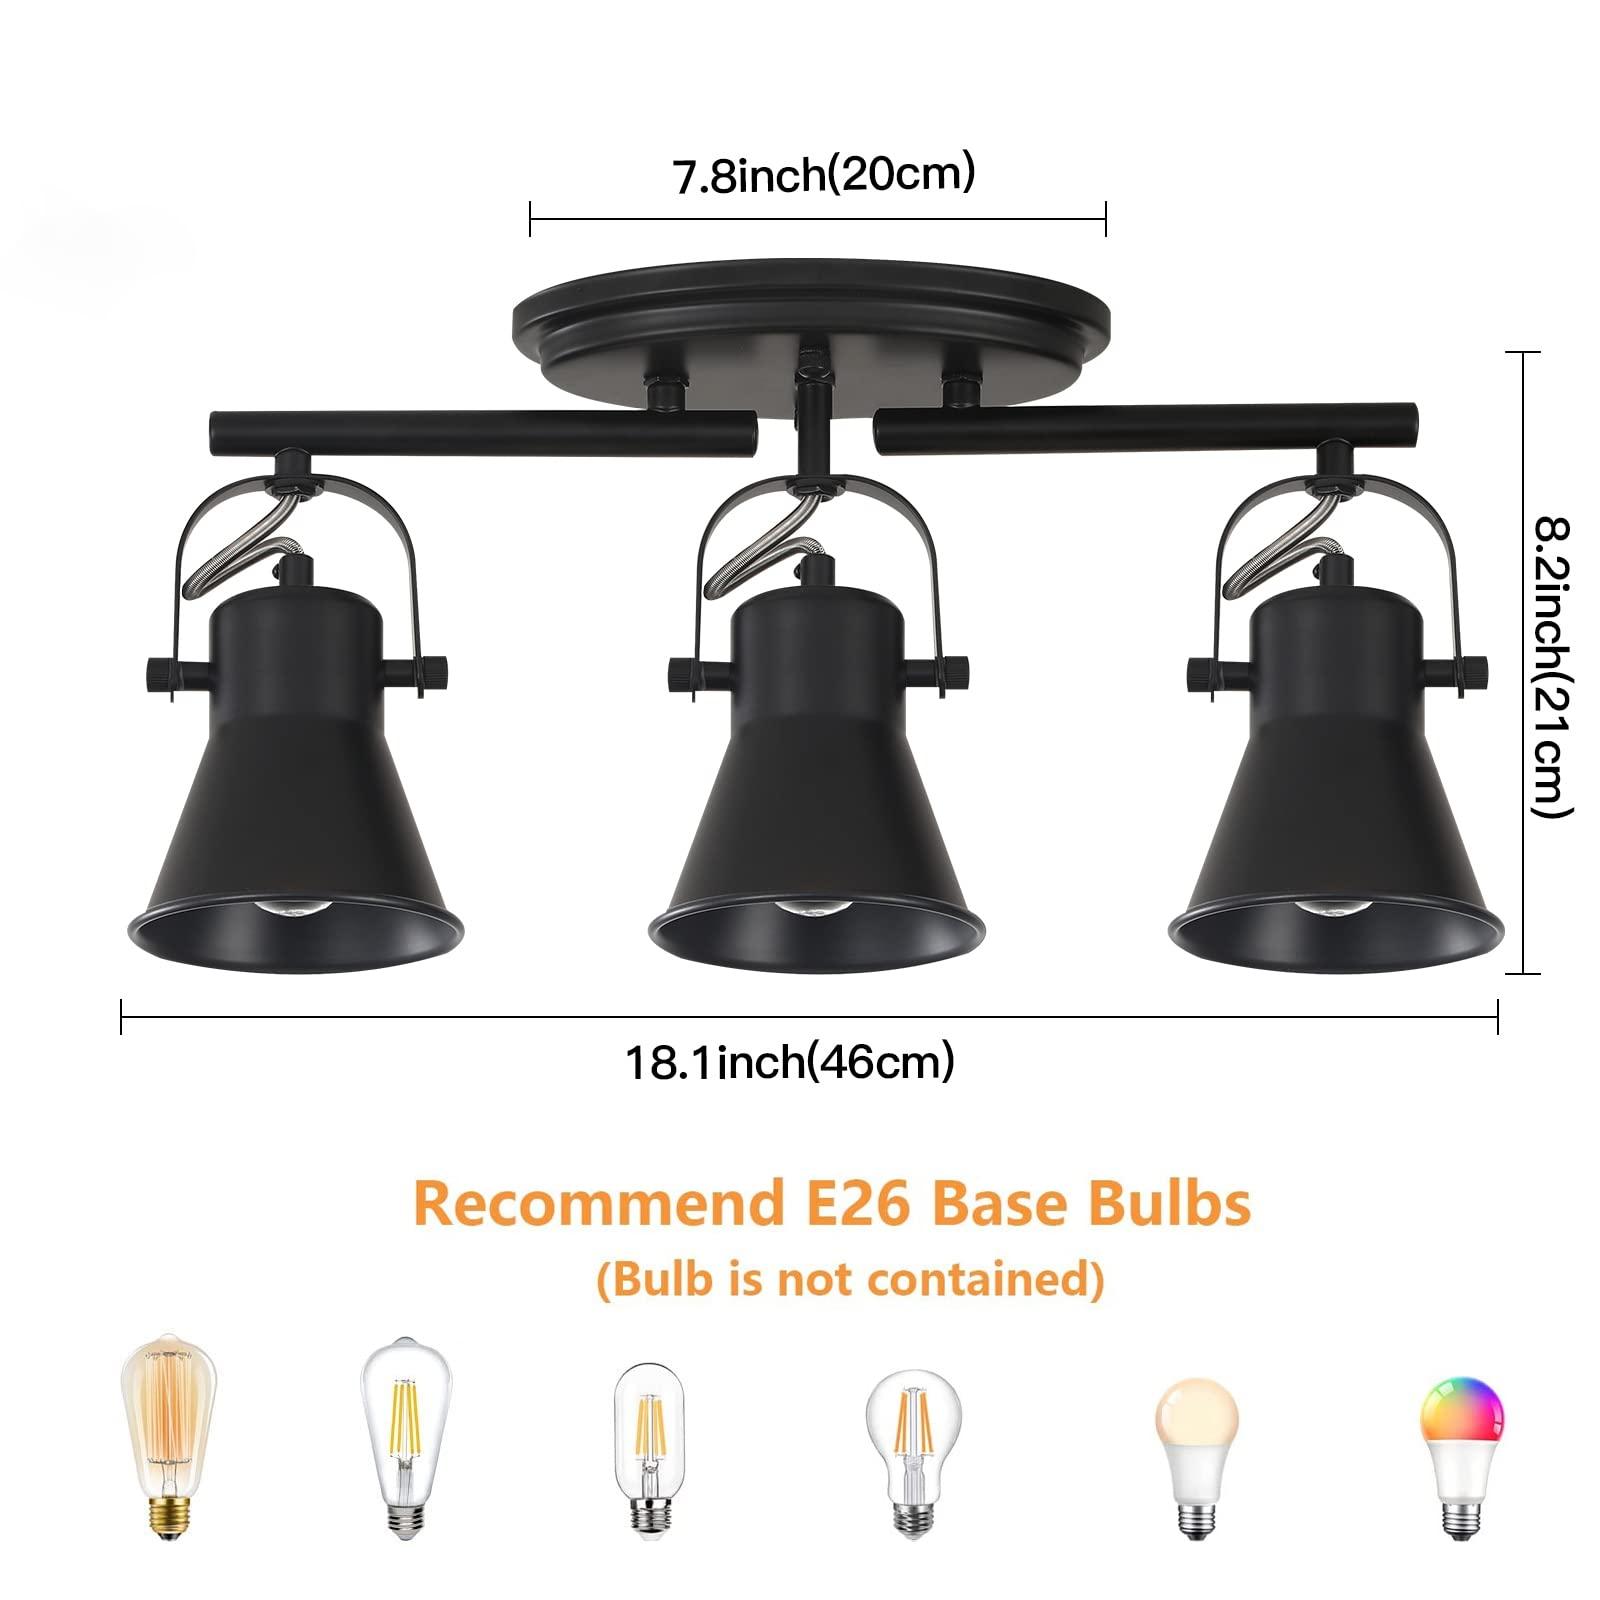 7.8inch(20cm)
8.2inch(21cm)
18.1inch(46cm)
Recommend E26 Base Bulbs
(Bulb is not contained)